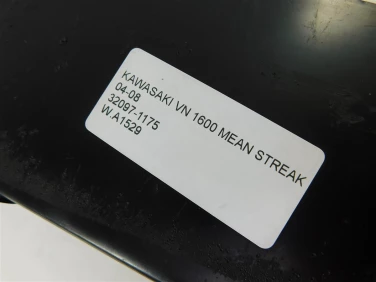 KAWASAKI VN 1600 MEAN STREAK
04-08
32097-1175
W.A1529